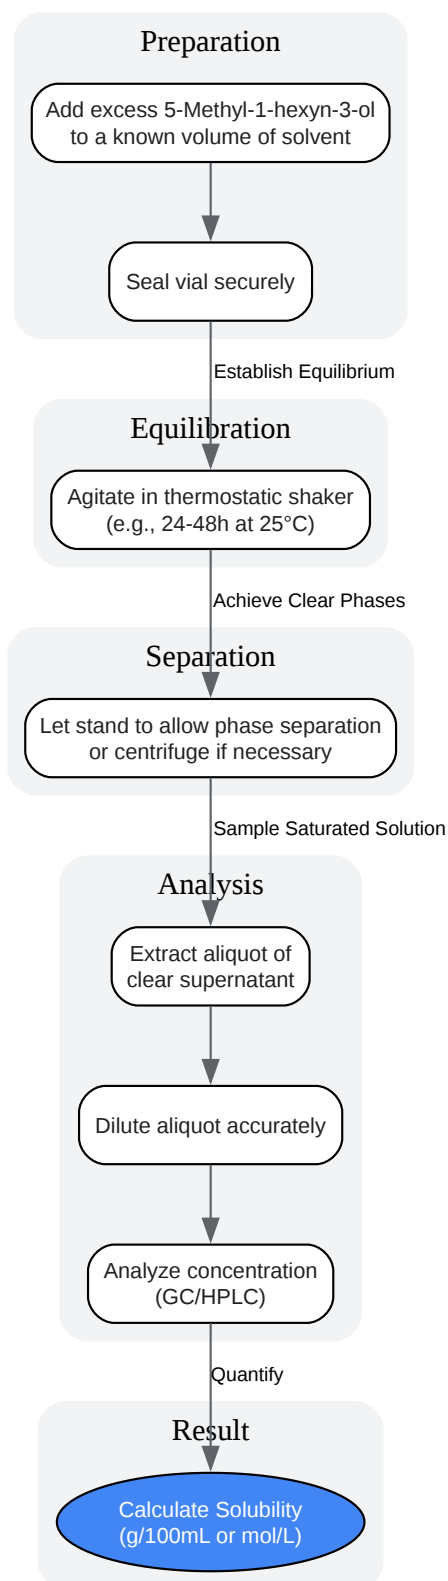 Preparation
Add excess 5-Methyl-1-hexyn-3-ol
to a known volume of solvent
Seal vial securely
Establish Equilibrium
Equilibration
Agitate in thermostatic shaker
(e.g., 24-48h at 25°C)
Achieve Clear Phases
Separation
Let stand to allow phase separation
or centrifuge if necessary
Sample Saturated Solution
Analysis
Extract aliquot of
clear supernatant
Dilute aliquot accurately
Analyze concentration
(GC/HPLC)
Quantify
Result
Calculate Solubility
(g/100mL or mol/L)